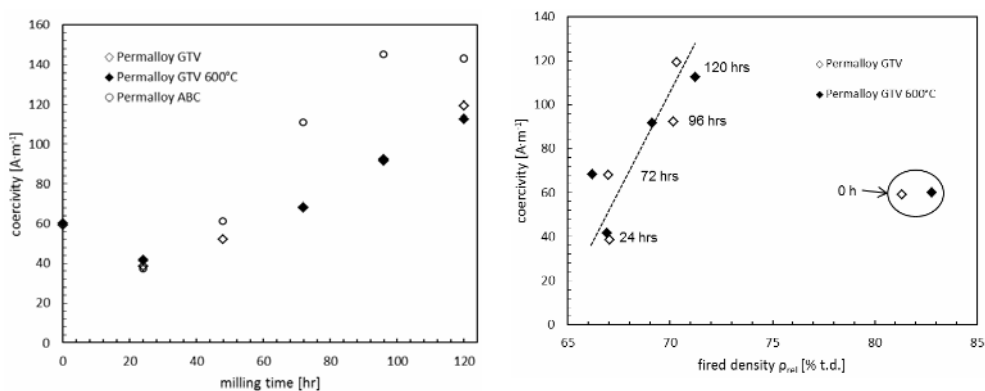 160
140
120
100
80
60
40
20
0
coercivity [A·m⁻¹]
◇ Permalloy GTV
◆ Permalloy GTV 600°C
○ Permalloy ABC
0 20 40 60 80 100 120
milling time [hr]
140
120
100
80
60
40
20
0
coercivity [A·m⁻¹]
◇ Permalloy GTV
◆ Permalloy GTV 600°C
120 hrs
96 hrs
72 hrs
24 hrs
0 h
65 70 75 80 85
fired density ρrel [% t.d.]